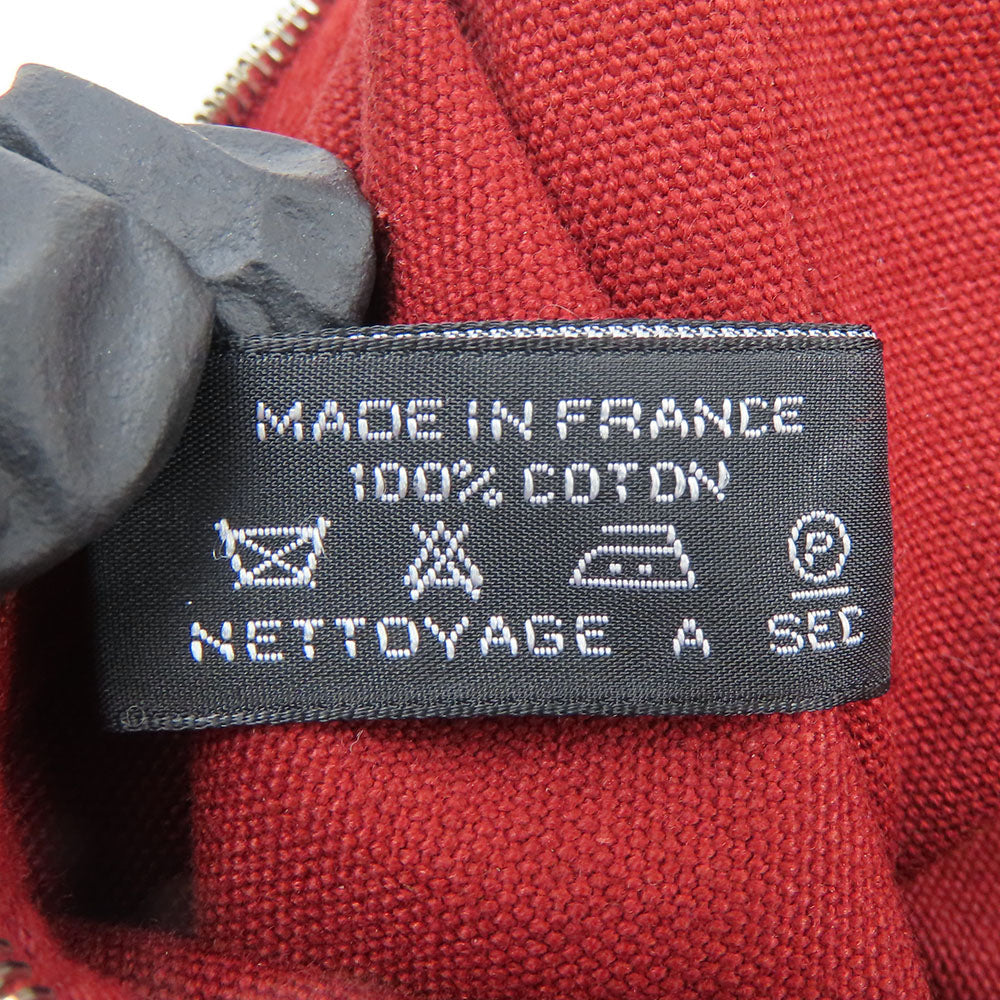 MADE IN FRANCE
100% COTON
P
NETTOYAGE A SEC